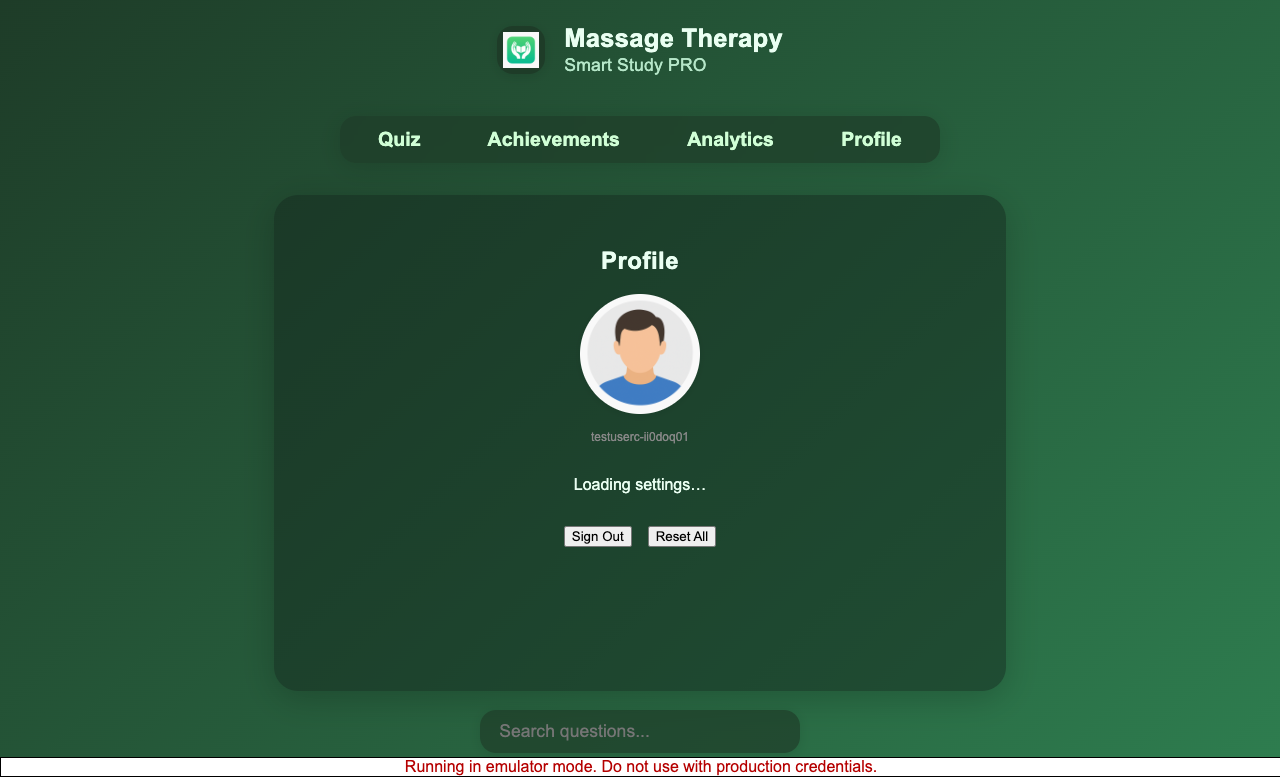 Massage Therapy
Smart Study PRO
Quiz Achievements Analytics Profile
Profile
testuserc-ii0doq01
Loading settings…
Sign Out Reset All
Search questions...
Running in emulator mode. Do not use with production credentials.